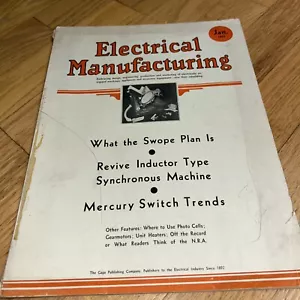 Jan.
Electrical
Manufacturing
What the Swope Plan Is
Revive Inductor Type
Synchronous Machine
Mercury Switch Trends
Other Features: Where to Use Photo Cells;
Gearmotors; Unit Heaters; Off the Record
or What Readers Think of the N.R.A.
The Gage Publishing Company, Publishers to the Electrical Industry Since 1892